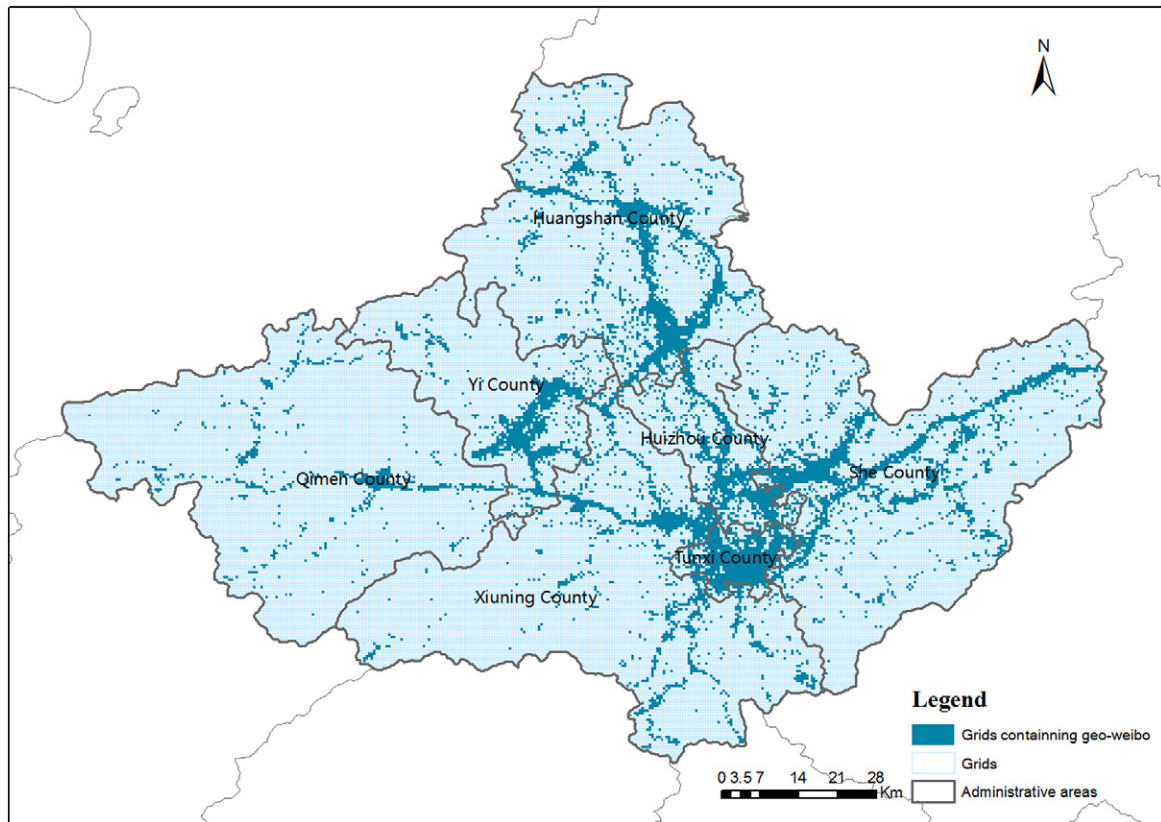 N
Huangshan County
Yi County
Huizhou County
She County
Qimen County
Tunxi County
Xiuning County
Legend
Grids containning geo-weibo
Grids
Administrative areas
0 3.5 7 14 21 28
Km